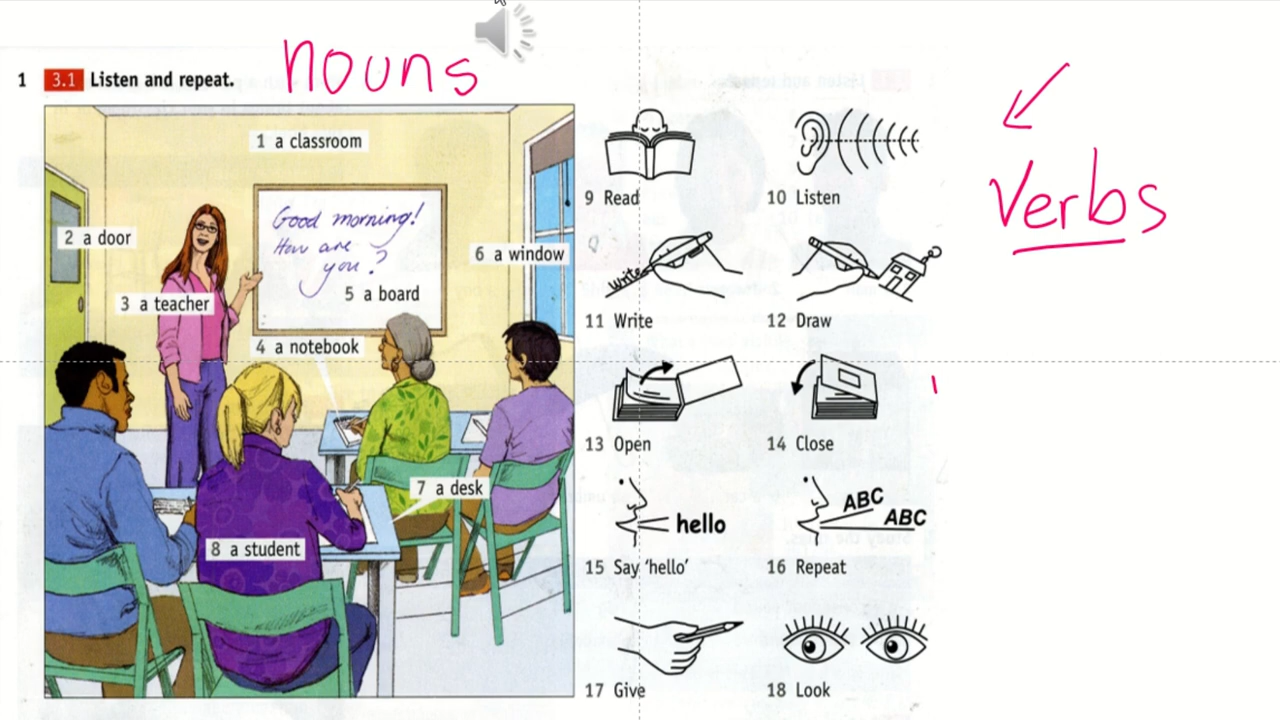 nouns
1 3.1 Listen and repeat.
1 a classroom
2 a door
Good morning!
How are
you?
3 a teacher
5 a board
6 a window
4 a notebook
7 a desk
8 a student
Verbs
9 Read
10 Listen
write
11 Write
12 Draw
13 Open
14 Close
hello
ABC
ABC
15 Say ‘hello’
16 Repeat
17 Give
18 Look